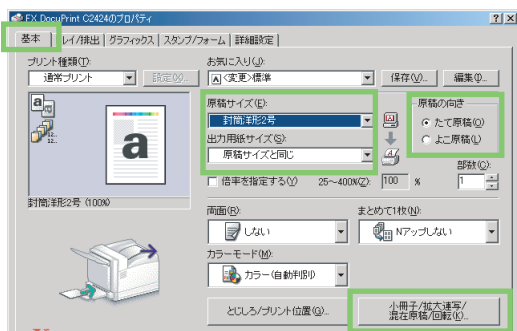 FX DocuPrint C2424のプロパティ
基本
トレイ/排出
グラフィックス
スタンプ/フォーム
詳細設定
プリント種類(T):
通常プリント
設定(X)...
お気に入り(J):
A <変更>標準
保存(V)...
編集(I)...
原稿サイズ(E):
封筒洋形2号
出力用紙サイズ(S):
原稿サイズと同じ
原稿の向き
たて原稿(O)
よこ原稿(L)
倍率を指定する(Y)
25～400%(Z):
100
%
部数(C):
1
a
12..
12..
a
封筒洋形2号 (100%)
両面(R):
しない
まとめて1枚(N):
Nアップしない
カラーモード(M):
カラー(自動判別)
とじしろ/プリント位置(G)...
小冊子/拡大連写/
混在原稿/回転(K)...